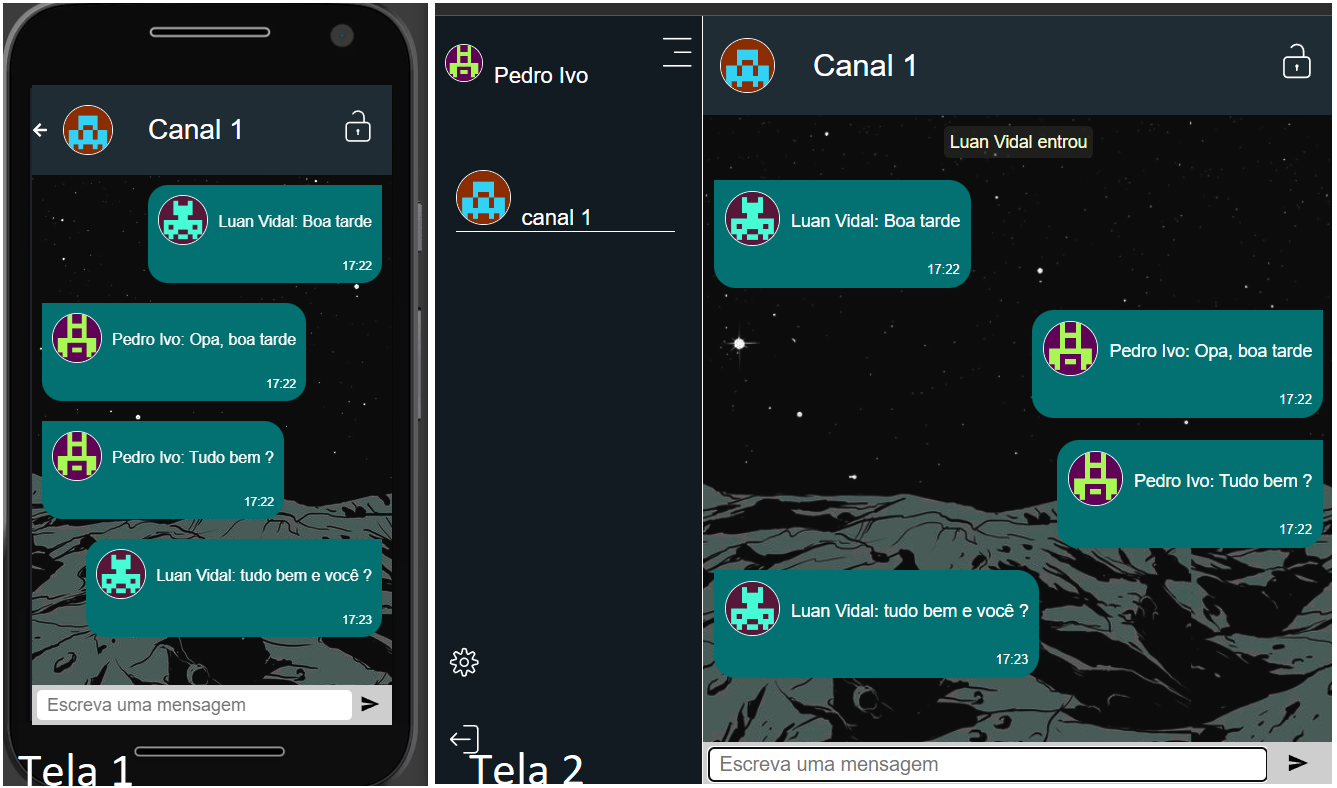 Canal 1
Luan Vidal: Boa tarde
17:22
Pedro Ivo: Opa, boa tarde
17:22
Pedro Ivo: Tudo bem ?
17:22
Luan Vidal: tudo bem e você ?
17:23
Escreva uma mensagem
Tela 1
Pedro Ivo
canal 1
Tela 2
Canal 1
Luan Vidal entrou
Luan Vidal: Boa tarde
17:22
Pedro Ivo: Opa, boa tarde
17:22
Pedro Ivo: Tudo bem ?
17:22
Luan Vidal: tudo bem e você ?
17:23
Escreva uma mensagem